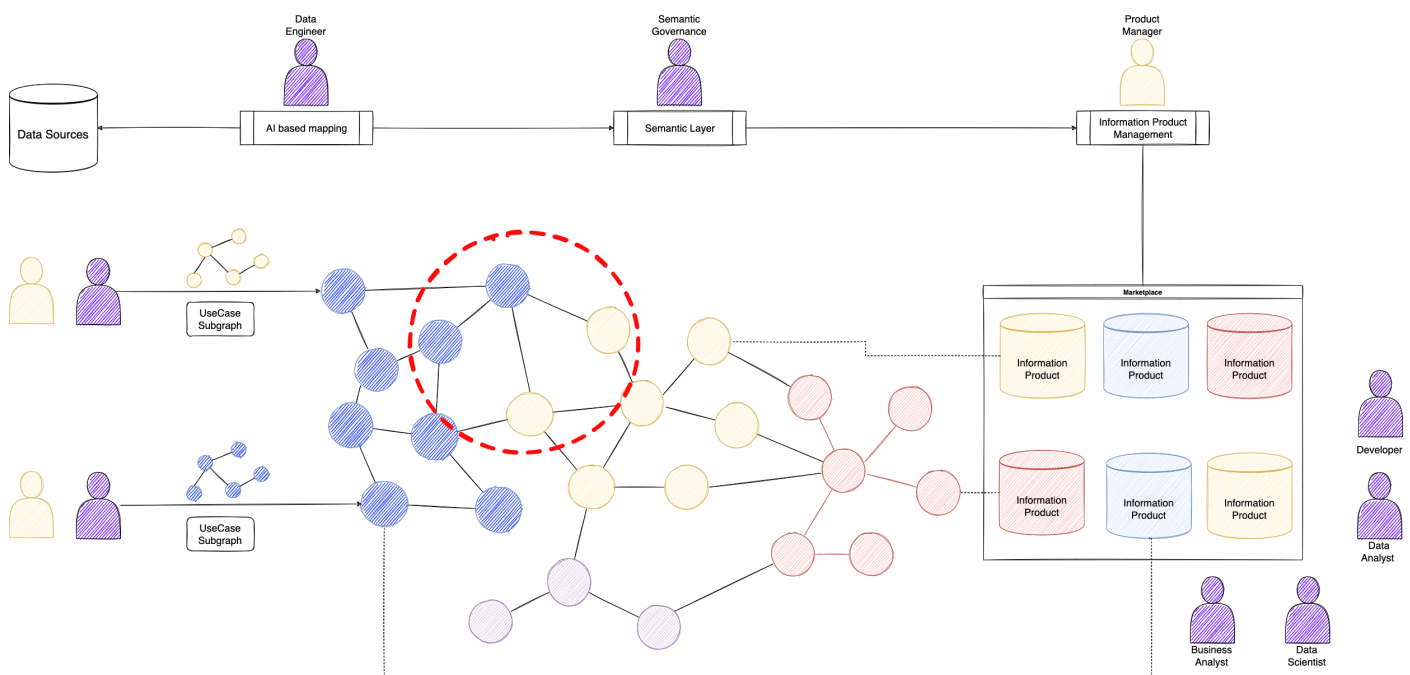 Data
Engineer
Semantic
Governance
Product
Manager
Data Sources
AI based mapping
Semantic Layer
Information Product
Management
UseCase
Subgraph
Marketplace
Information
Product
Information
Product
Information
Product
Developer
UseCase
Subgraph
Information
Product
Information
Product
Information
Product
Data
Analyst
Business
Analyst
Data
Scientist